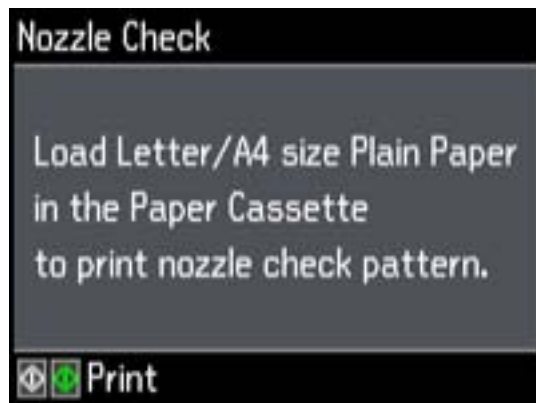 Nozzle Check
Load Letter/A4 size Plain Paper
in the Paper Cassette
to print nozzle check pattern.
Print